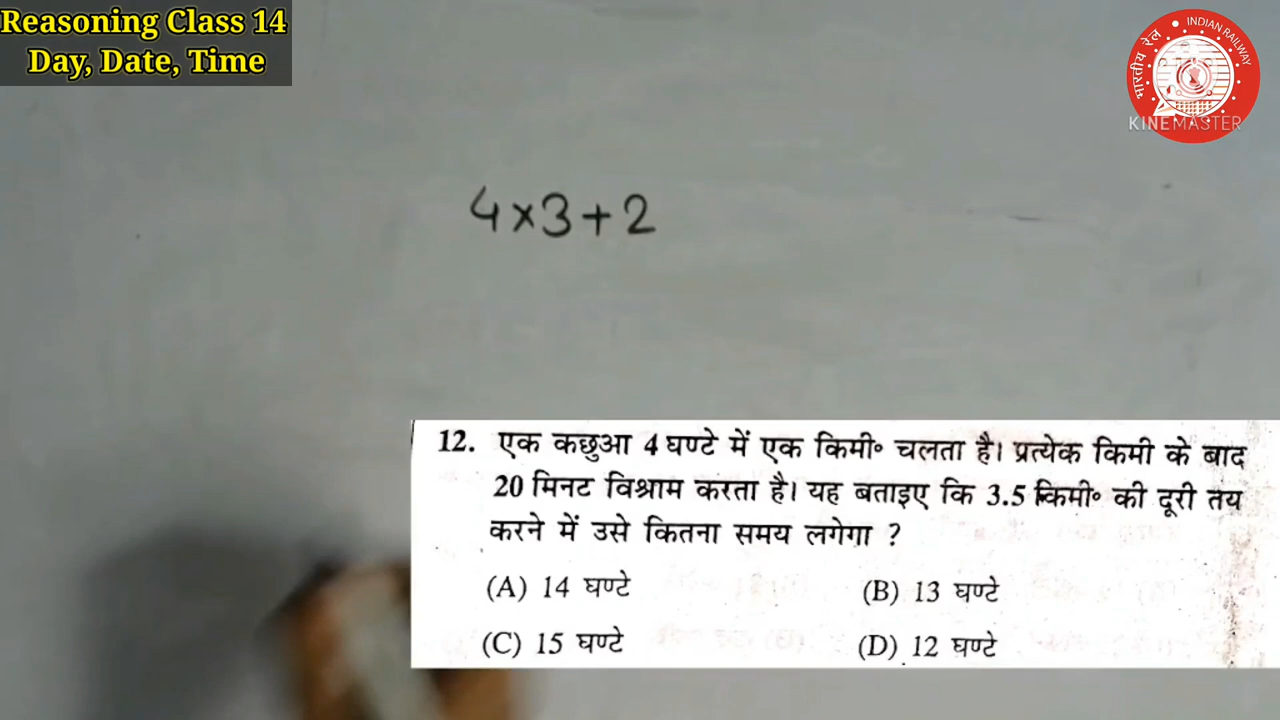 Reasoning Class 14
Day, Date, Time
भारतीय रेल
INDIAN RAILWAY
KINEMASTER
4×3+2
12. एक कछुआ 4 घण्टे में एक किमी॰ चलता है। प्रत्येक किमी के बाद
20 मिनट विश्राम करता है। यह बताइए कि 3.5 किमी॰ की दूरी तय
करने में उसे कितना समय लगेगा ?
(A) 14 घण्टे (B) 13 घण्टे
(C) 15 घण्टे (D) 12 घण्टे